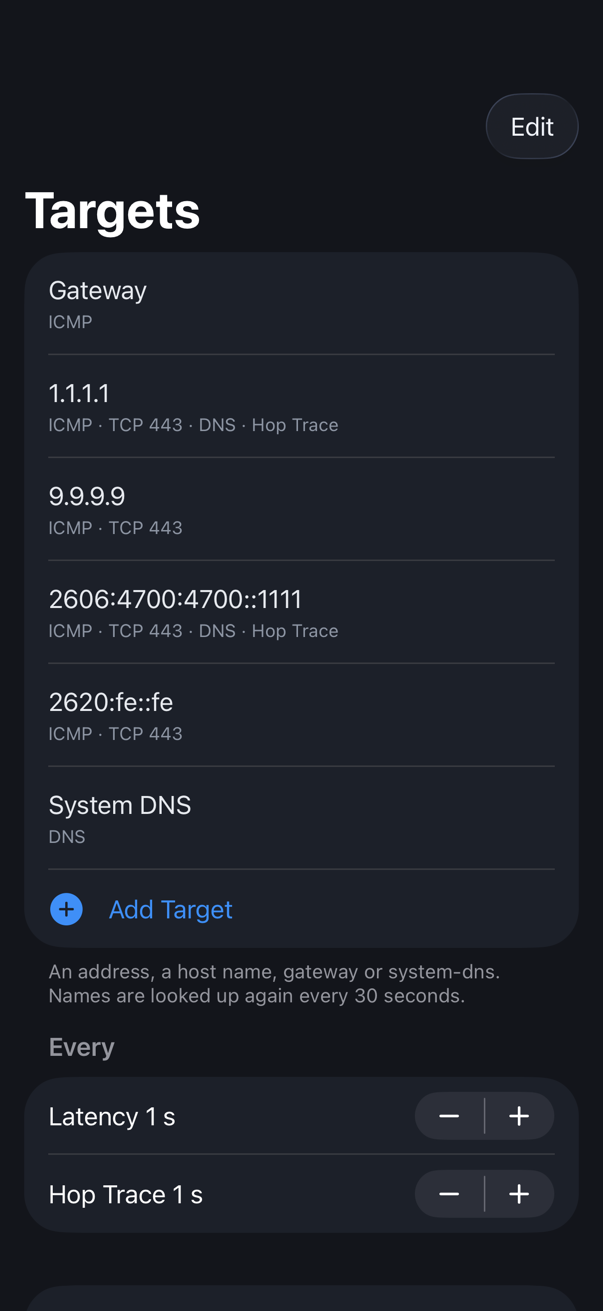 Edit
Targets
Gateway
ICMP
1.1.1.1
ICMP · TCP 443 · DNS · Hop Trace
9.9.9.9
ICMP · TCP 443
2606:4700:4700::1111
ICMP · TCP 443 · DNS · Hop Trace
2620:fe::fe
ICMP · TCP 443
System DNS
DNS
Add Target
An address, a host name, gateway or system-dns.
Names are looked up again every 30 seconds.
Every
Latency 1 s
Hop Trace 1 s